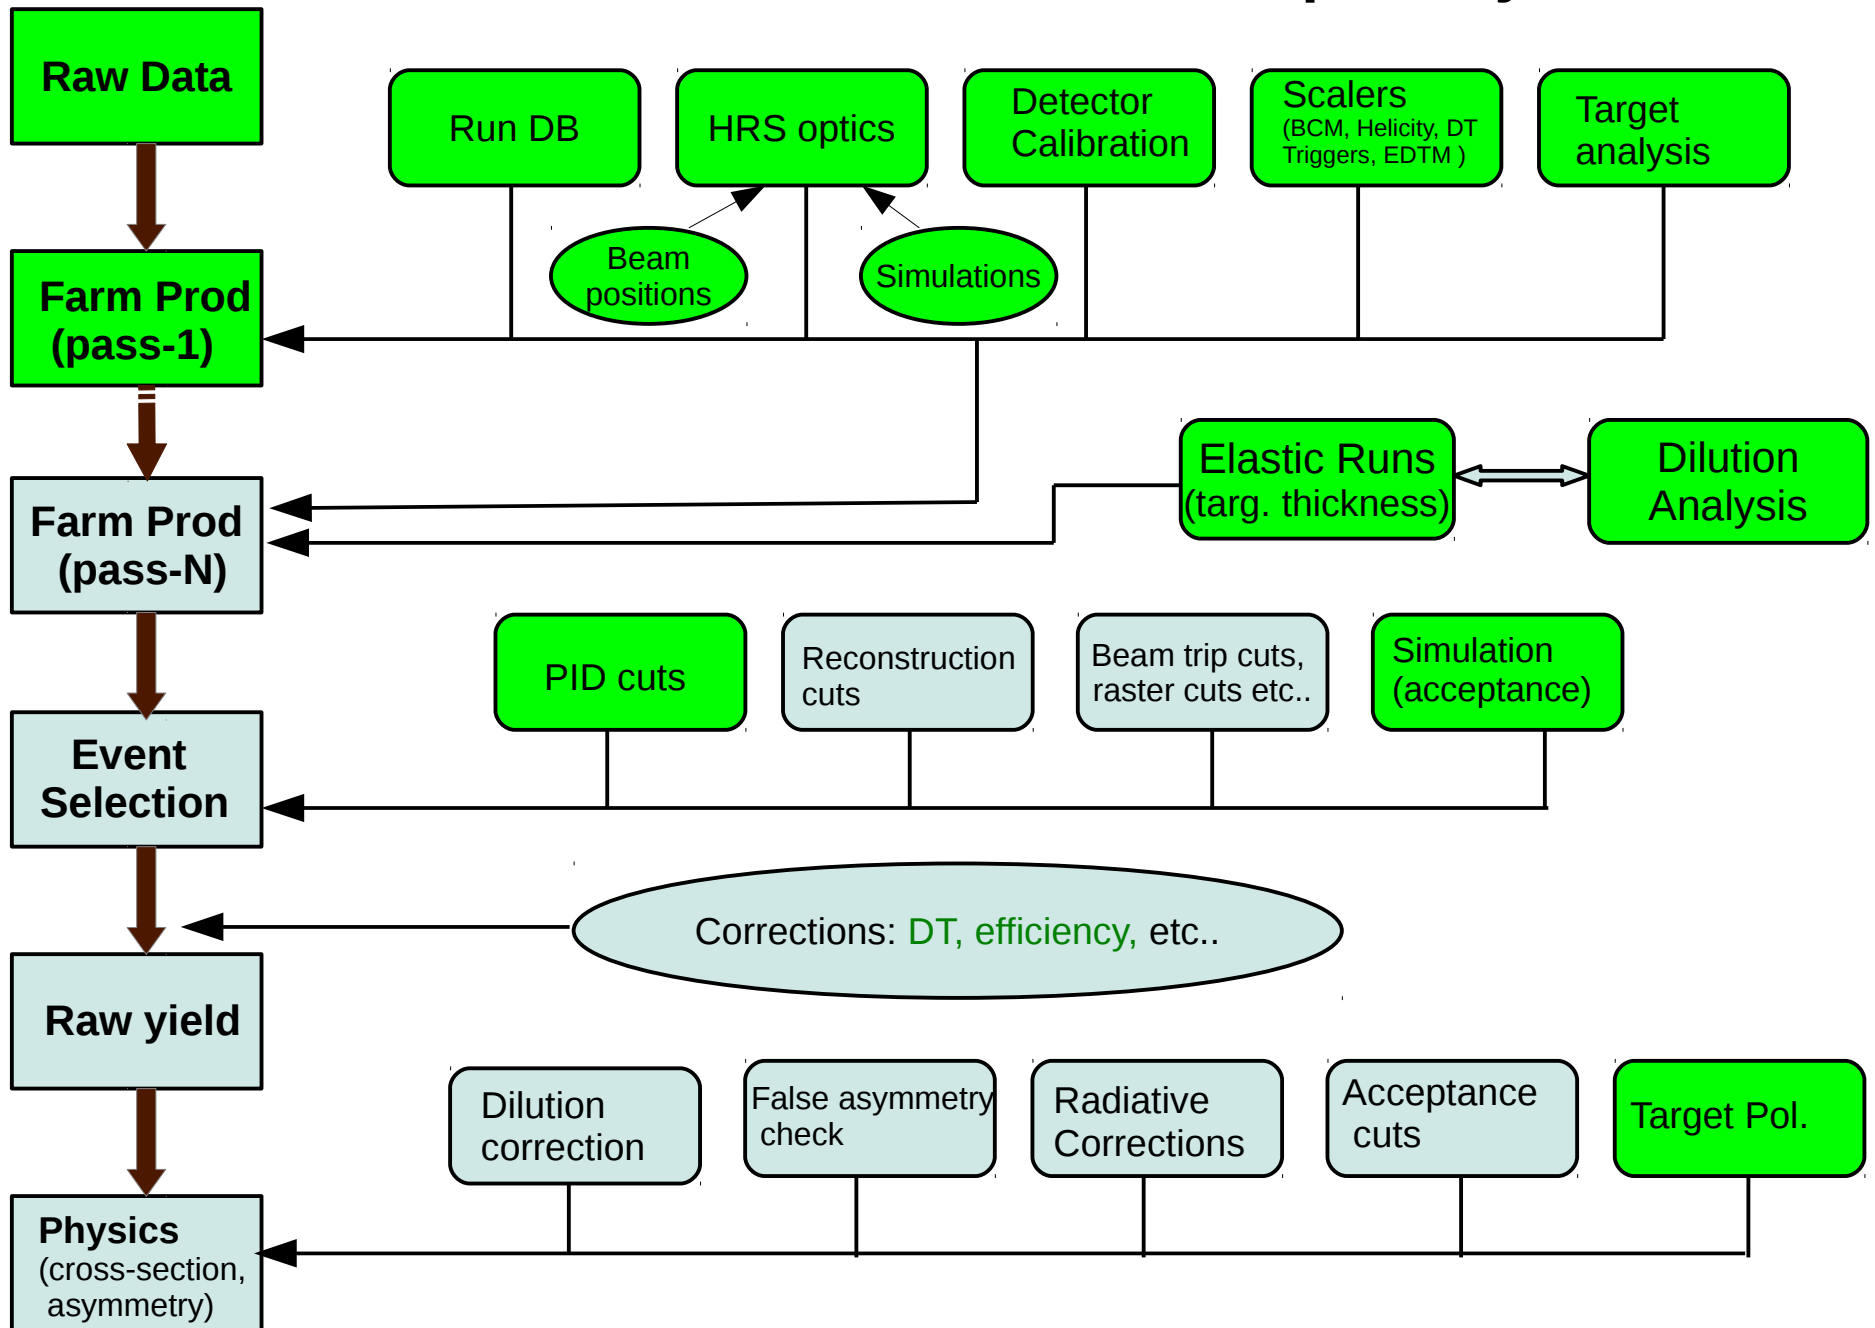 Raw Data
Run DB
HRS optics
Detector
Calibration
Scalers
(BCM, Helicity, DT
Triggers, EDTM )
Target
analysis
Beam
positions
Simulations
Farm Prod
(pass-1)
Elastic Runs
(targ. thickness)
Dilution
Analysis
Farm Prod
(pass-N)
PID cuts
Reconstruction
cuts
Beam trip cuts,
raster cuts etc..
Simulation
(acceptance)
Event
Selection
Corrections: DT, efficiency, etc..
Raw yield
Dilution
correction
False asymmetry
check
Radiative
Corrections
Acceptance
cuts
Target Pol.
Physics
(cross-section,
asymmetry)